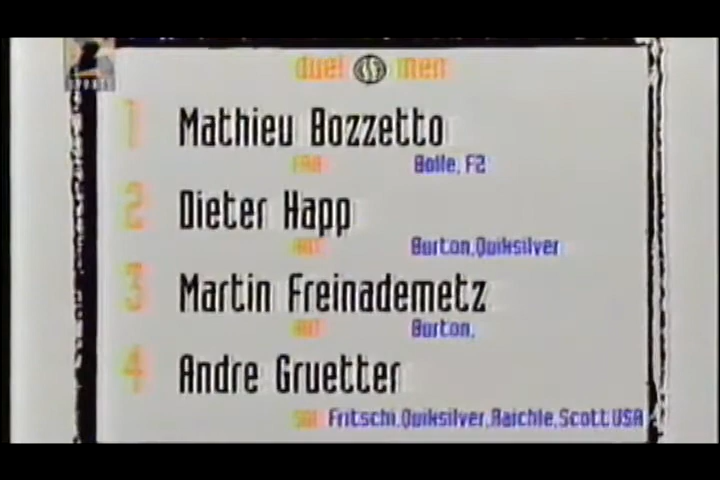 duel men
1 Mathieu Bozzetto
FRA Bolle, F2
2 Dieter Happ
AUT Burton,Quiksilver
3 Martin Freinademetz
AUT Burton,
4 Andre Gruetter
SUI Fritschi,Quiksilver,Raichle,Scott USA